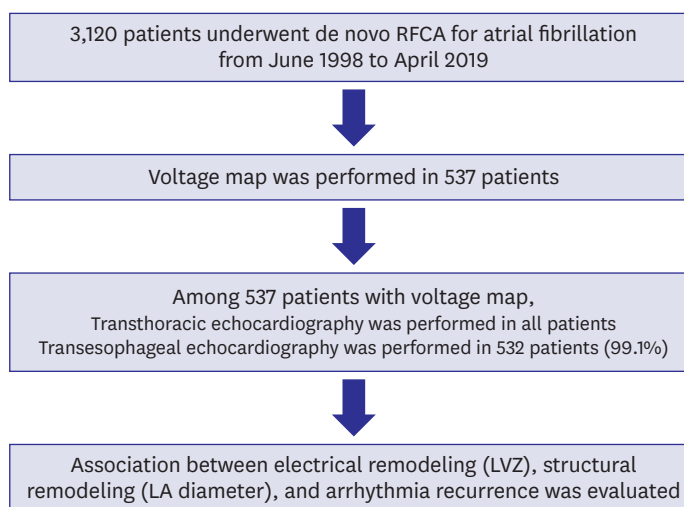 3,120 patients underwent de novo RFCA for atrial fibrillation
from June 1998 to April 2019
Voltage map was performed in 537 patients
Among 537 patients with voltage map,
Transthoracic echocardiography was performed in all patients
Transesophageal echocardiography was performed in 532 patients (99.1%)
Association between electrical remodeling (LVZ), structural
remodeling (LA diameter), and arrhythmia recurrence was evaluated